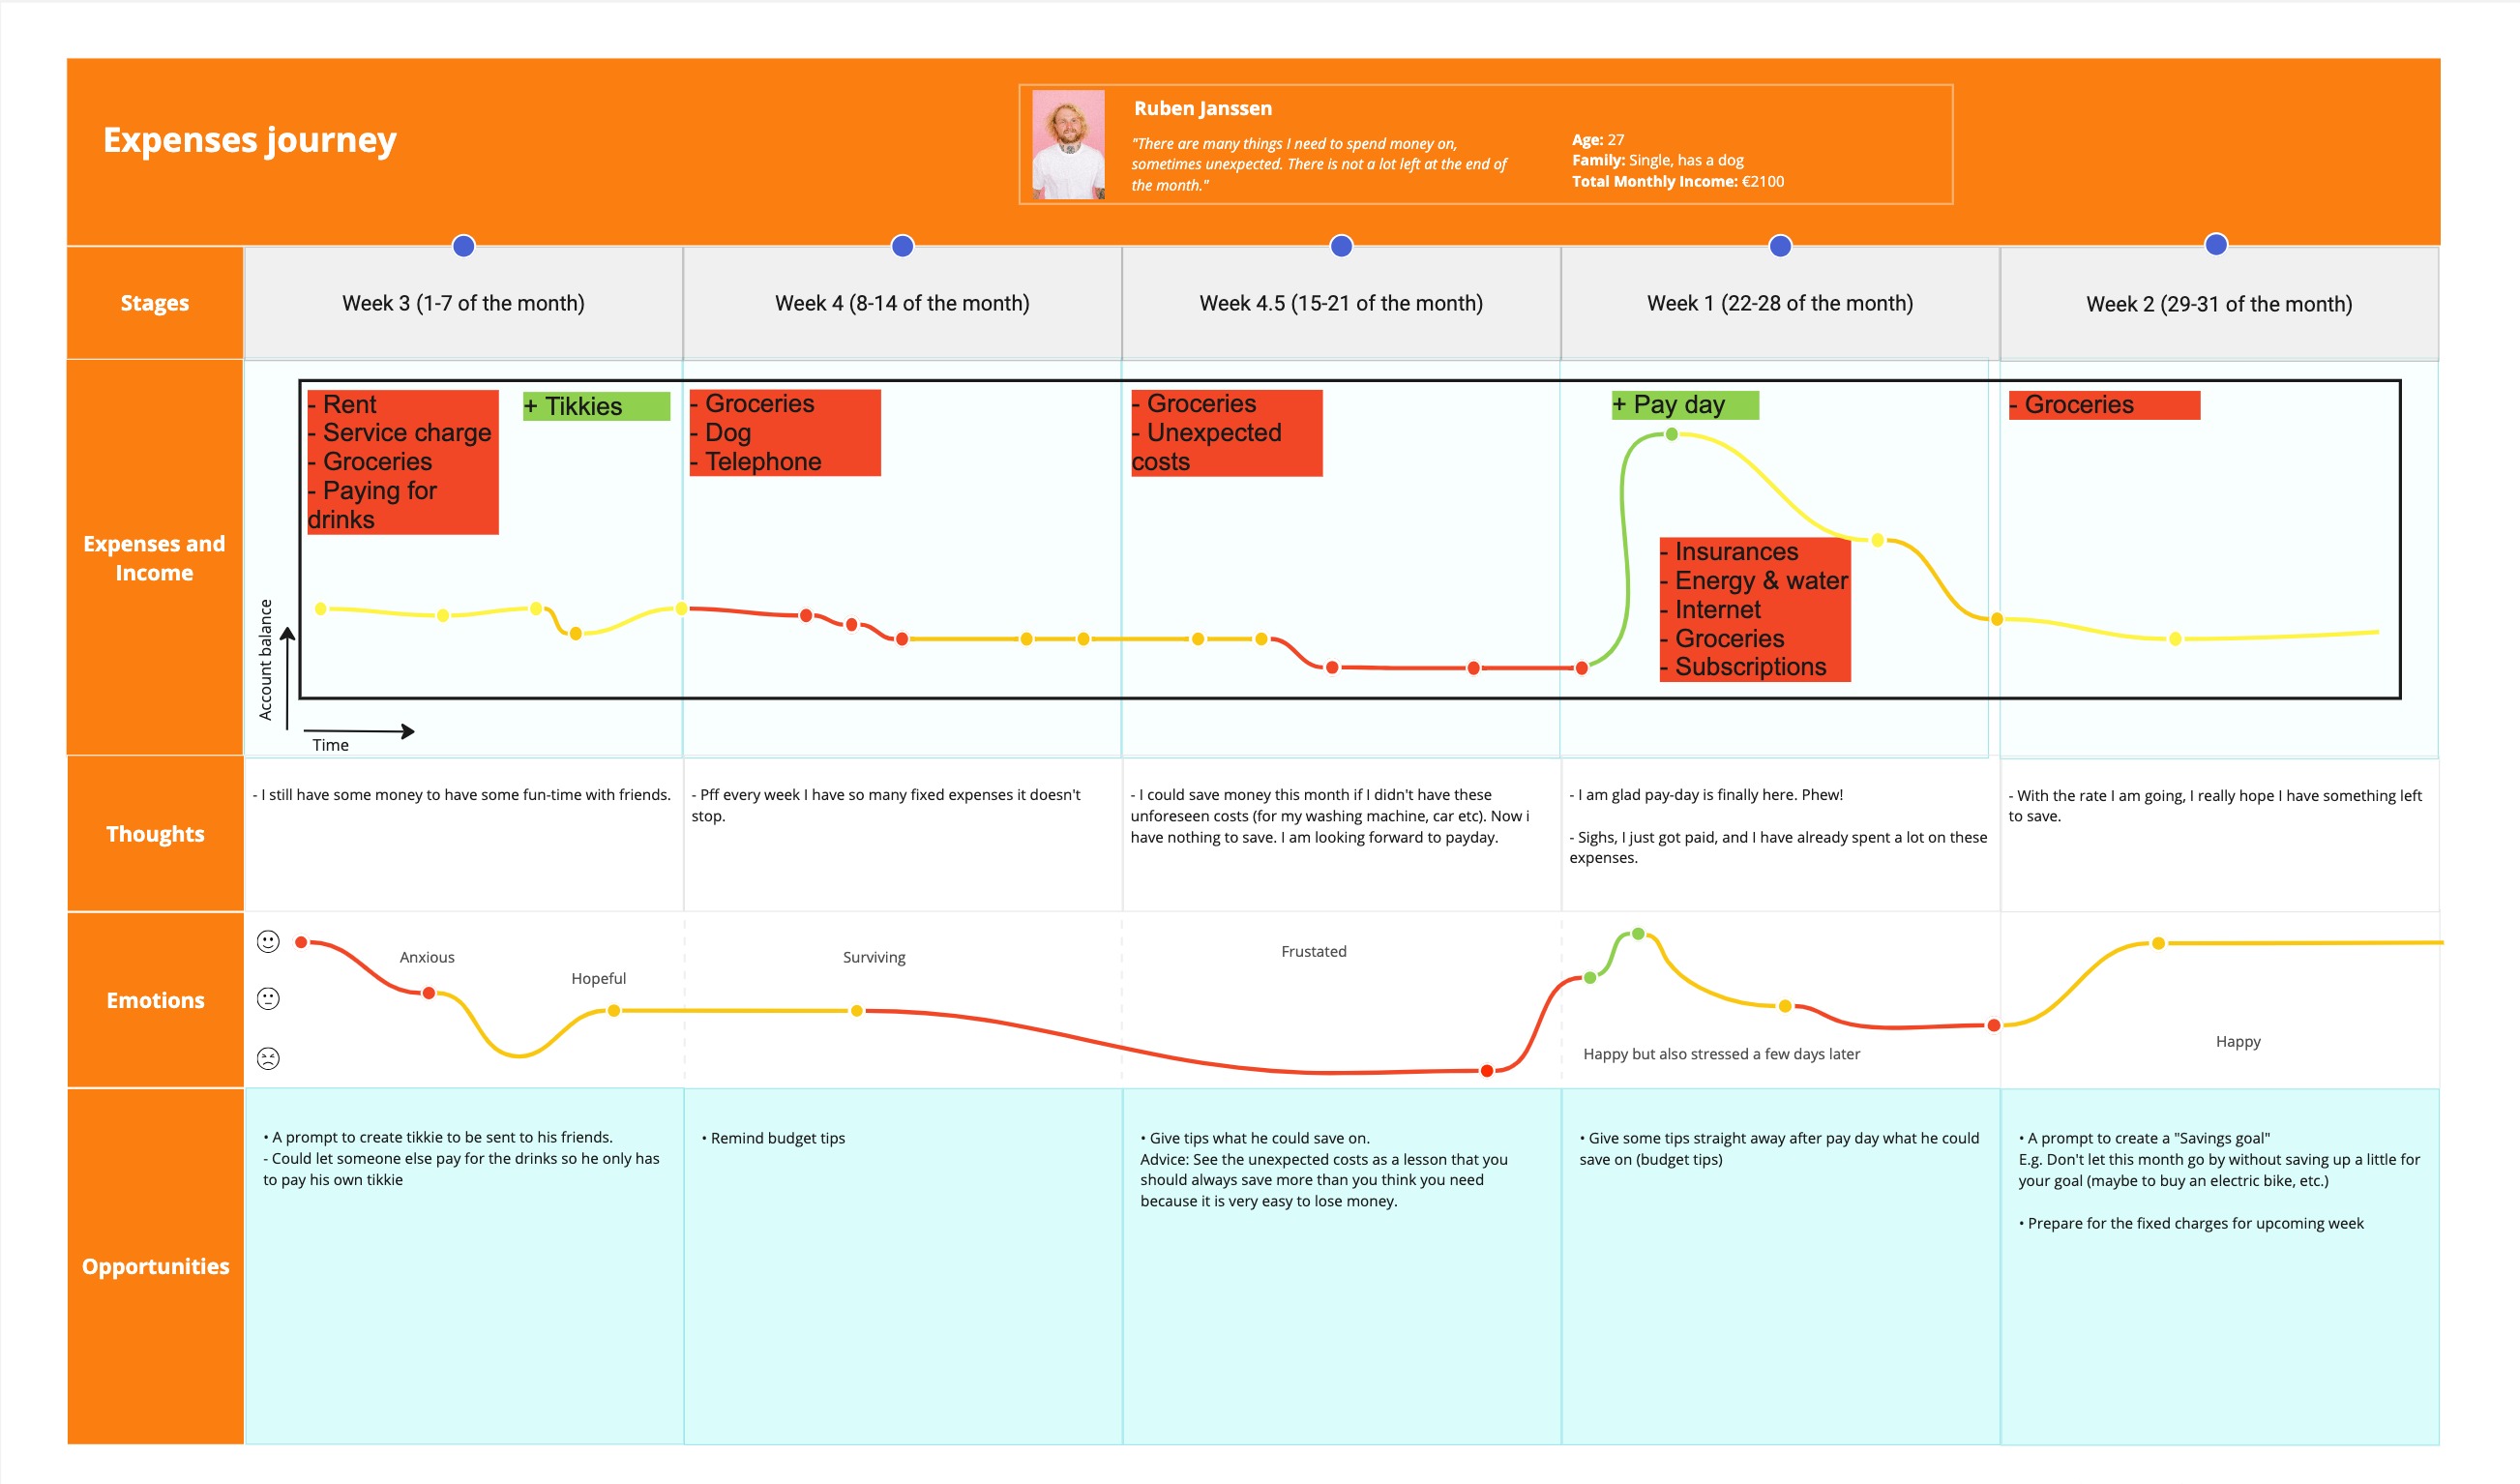 Expenses journey
Ruben Janssen
"There are many things I need to spend money on,
sometimes unexpected. There is not a lot left at the end of
the month."
Age: 27
Family: Single, has a dog
Total Monthly Income: €2100
Stages
Week 3 (1-7 of the month)
Week 4 (8-14 of the month)
Week 4.5 (15-21 of the month)
Week 1 (22-28 of the month)
Week 2 (29-31 of the month)
Expenses and
Income
- Rent
- Service charge
- Groceries
- Paying for
drinks
+ Tikkies
- Groceries
- Dog
- Telephone
- Groceries
- Unexpected
costs
+ Pay day
- Insurances
- Energy & water
- Internet
- Groceries
- Subscriptions
- Groceries
Account balance
Time
Thoughts
- I still have some money to have some fun-time with friends.
- Pff every week I have so many fixed expenses it doesn't
stop.
- I could save money this month if I didn't have these
unforeseen costs (for my washing machine, car etc). Now i
have nothing to save. I am looking forward to payday.
- I am glad pay-day is finally here. Phew!
- Sighs, I just got paid, and I have already spent a lot on these
expenses.
- With the rate I am going, I really hope I have something left
to save.
Emotions
Anxious
Hopeful
Surviving
Frustated
Happy but also stressed a few days later
Happy
Opportunities
• A prompt to create tikkie to be sent to his friends.
- Could let someone else pay for the drinks so he only has
to pay his own tikkie
• Remind budget tips
• Give tips what he could save on.
Advice: See the unexpected costs as a lesson that you
should always save more than you think you need
because it is very easy to lose money.
• Give some tips straight away after pay day what he could
save on (budget tips)
• A prompt to create a "Savings goal"
E.g. Don't let this month go by without saving up a little for
your goal (maybe to buy an electric bike, etc.)
• Prepare for the fixed charges for upcoming week